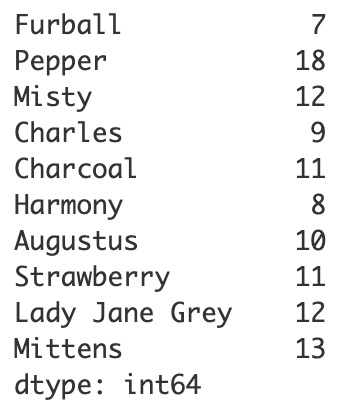 Furball 7
Pepper 18
Misty 12
Charles 9
Charcoal 11
Harmony 8
Augustus 10
Strawberry 11
Lady Jane Grey 12
Mittens 13
dtype: int64